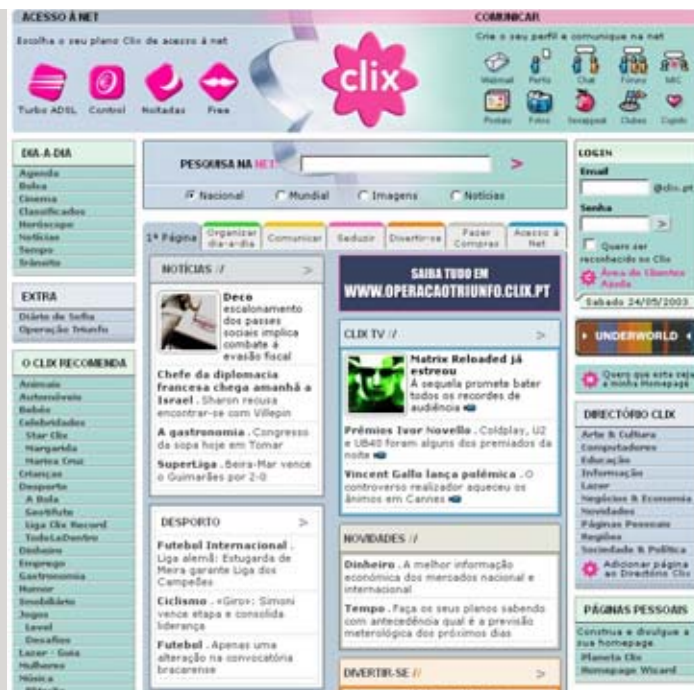 ACESSO À NET
Escolha o seu plano Clix de acesso à net
Turbo ADSL
Control
Noitadas
Free
clix
COMUNICAR
Crie o seu perfil e comunique na net
Webmail
Perfis
Chat
Fóruns
Postais
Fotos
Clubes
Cupido
DIA-A-DIA
Agenda
Bolsa
Cinema
Classificados
Horóscopo
Notícias
Tempo
Trânsito
EXTRA
Diário de Sofia
Operação Triunfo
O CLIX RECOMENDA
Animais
Automóveis
Bebés
Celebridades
Star Clix
Margarida
Marisa Cruz
Crianças
Desporto
A Bola
Liga Clix Record
TodoLaDentro
Dinheiro
Emprego
Gastronomia
Humor
Imobiliário
Jogos
Level
Desafios
Lazer - Guia
Mulheres
Música
PESQUISA NA NET:
>
Nacional
Mundial
Imagens
Notícias
1ª Página
Organizar dia-a-dia
Comunicar
Seduzir
Divertir-se
Fazer Compras
Acesso à Net
NOTÍCIAS // >
Deco
escalonamento
dos passes
sociais implica
combate à
evasão fiscal
Chefe da diplomacia
francesa chega amanhã a
Israel . Sharon recusa
encontrar-se com Villepin
A gastronomia . Congresso
da sopa hoje em Tomar
SuperLiga . Beira-Mar vence
o Guimarães por 2-0
DESPORTO >
Futebol Internacional .
Liga alemã: Estugarda de
Meira garante Liga dos
Campeões
Ciclismo . «Giro»: Simoni
vence etapa e consolida
liderança
Futebol . Apenas uma
alteração na convocatória
bracarense
SAIBA TUDO EM
WWW.OPERACAOTRIUNFO.CLIX.PT
CLIX TV // >
Matrix Reloaded já
estreou
A sequela promete bater
todos os recordes de
audiência
Prémios Ivor Novello . Coldplay, U2
e UB40 foram alguns dos premiados da
noite
Vincent Gallo lança polémica . O
controverso realizador aqueceu os
ânimos em Cannes
NOVIDADES //
Dinheiro . A melhor informação
económica dos mercados nacional e
internacional
Tempo . Faça os seus planos sabendo
com antecedência qual é a previsão
meterológica dos próximos dias
DIVERTIR-SE // >
LOGIN
Email
@clix.pt
Senha
>
Quero ser
reconhecido no Clix
Área de Clientes
Ajuda
Sabado 24/05/2003
UNDERWORLD
Quero que esta seja
a minha Homepage
DIRECTÓRIO CLIX
Arte & Cultura
Computadores
Educação
Informação
Lazer
Negócios & Economia
Novidades
Páginas Pessoais
Regiões
Sociedade & Política
Adicionar página
ao Directório Clix
PÁGINAS PESSOAIS
Construa e divulgue a
sua homepage.
Planeta Clix
Homepage Wizard